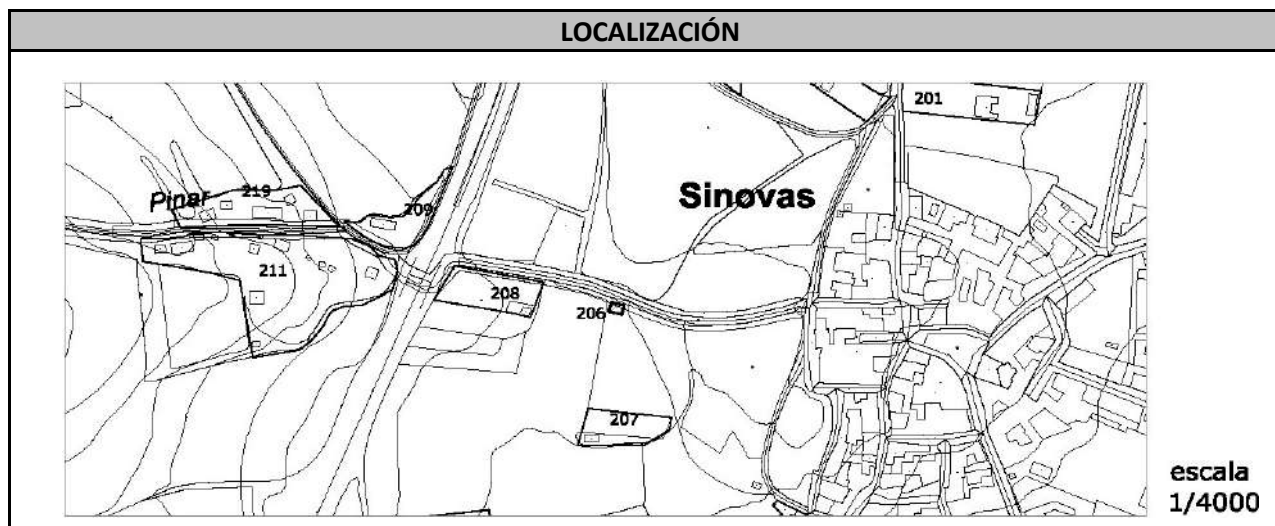 LOCALIZACIÓN
201
Sinovas
219
Pinar
209
211
208
206
207
escala
1/4000